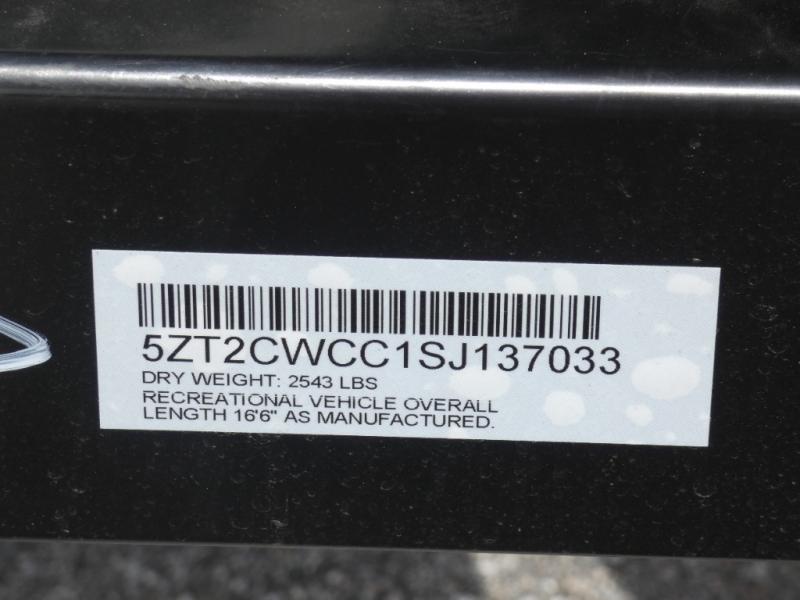 5ZT2CWCC1SJ137033
DRY WEIGHT: 2543 LBS
RECREATIONAL VEHICLE OVERALL
LENGTH 16'6" AS MANUFACTURED.